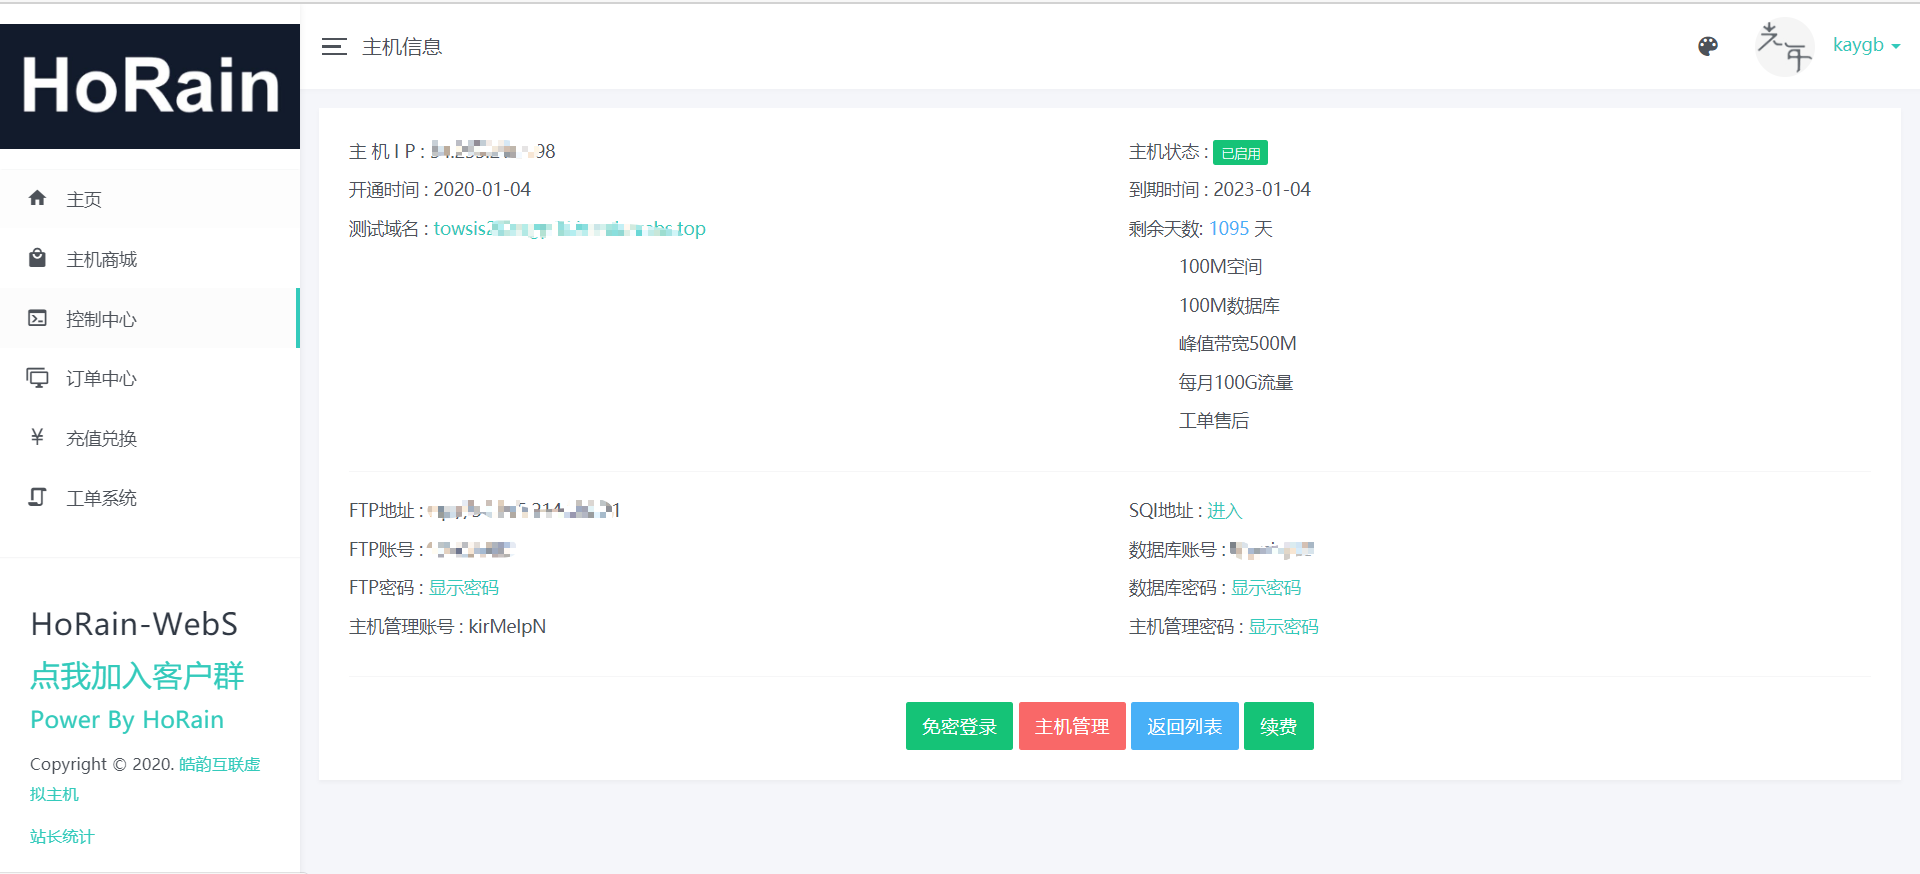 HoRain
主机信息
kaygb
主页
主机商城
控制中心
订单中心
充值兑换
工单系统
HoRain-WebS
点我加入客户群
Power By HoRain
Copyright © 2020. 皓韵互联虚
拟主机
站长统计
主 机 I P : 98
主机状态 : 已启用
开通时间 : 2020-01-04
到期时间 : 2023-01-04
测试域名 : towsis .top
剩余天数: 1095 天
100M空间
100M数据库
峰值带宽500M
每月100G流量
工单售后
FTP地址 :
SQl地址 : 进入
FTP账号 :
数据库账号 :
FTP密码 : 显示密码
数据库密码 : 显示密码
主机管理账号 : kirMelpN
主机管理密码 : 显示密码
免密登录 主机管理 返回列表 续费